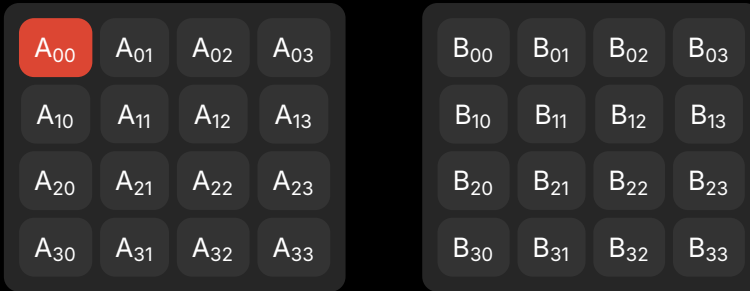 A₀₀ A₀₁ A₀₂ A₀₃ B₀₀ B₀₁ B₀₂ B₀₃
A₁₀ A₁₁ A₁₂ A₁₃ B₁₀ B₁₁ B₁₂ B₁₃
A₂₀ A₂₁ A₂₂ A₂₃ B₂₀ B₂₁ B₂₂ B₂₃
A₃₀ A₃₁ A₃₂ A₃₃ B₃₀ B₃₁ B₃₂ B₃₃